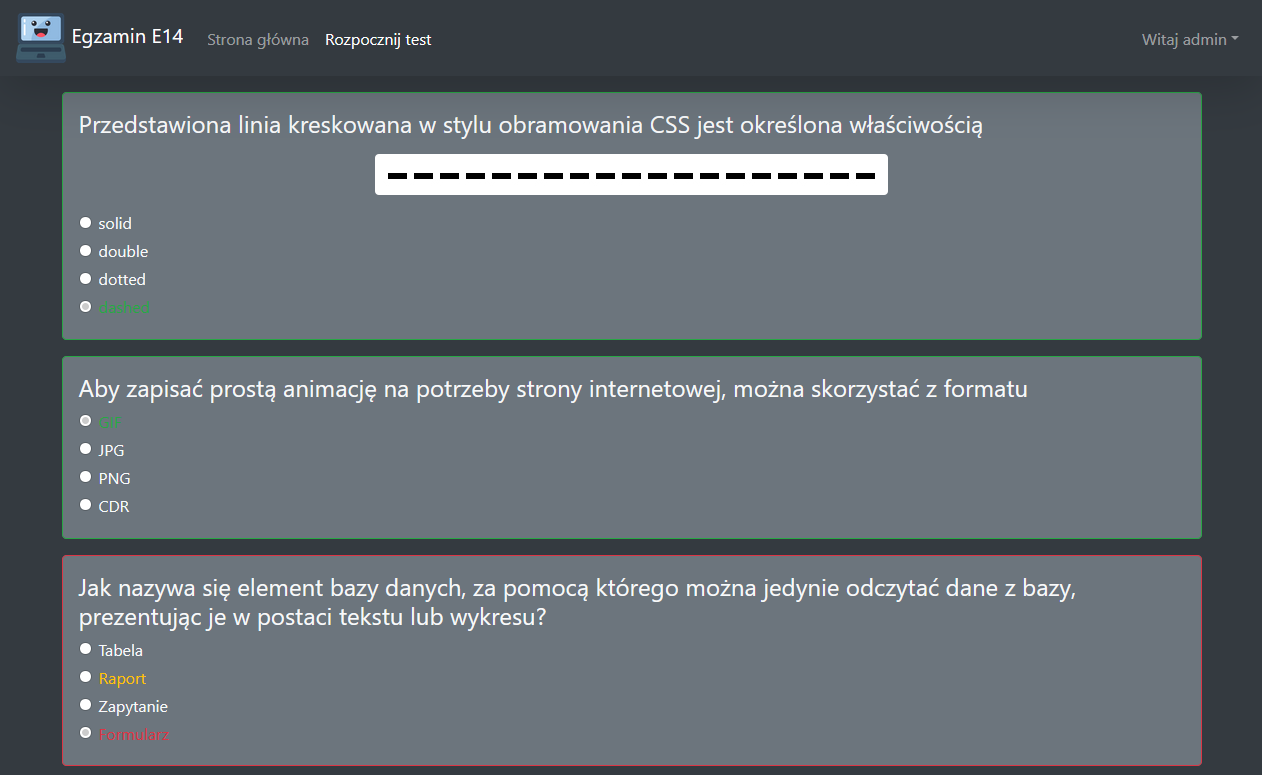 Egzamin E14
Strona główna
Rozpocznij test
Witaj admin
Przedstawiona linia kreskowana w stylu obramowania CSS jest określona właściwością
solid
double
dotted
dashed
Aby zapisać prostą animację na potrzeby strony internetowej, można skorzystać z formatu
GIF
JPG
PNG
CDR
Jak nazywa się element bazy danych, za pomocą którego można jedynie odczytać dane z bazy,
prezentując je w postaci tekstu lub wykresu?
Tabela
Raport
Zapytanie
Formularz